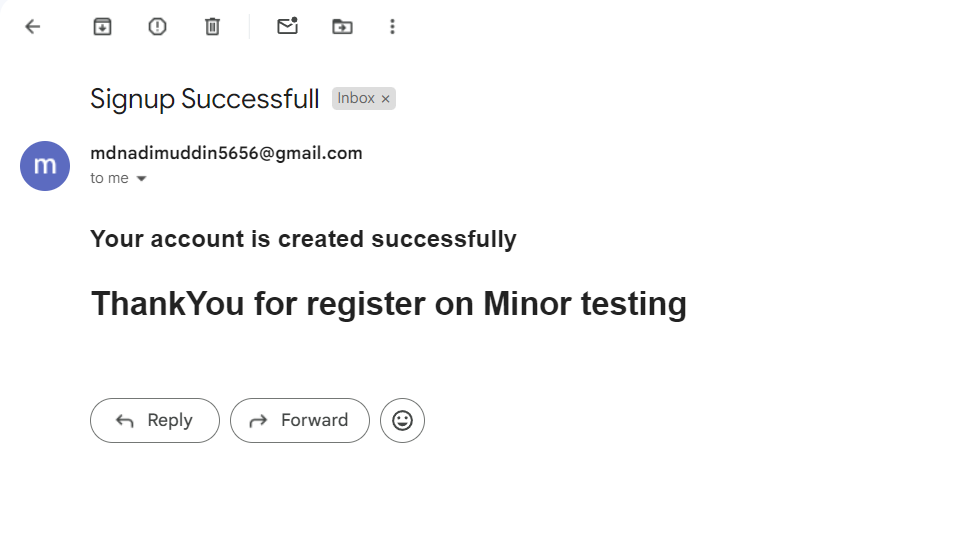 Signup Successfull Inbox ×
m
mdnadimuddin5656@gmail.com
to me
Your account is created successfully
ThankYou for register on Minor testing
Reply Forward